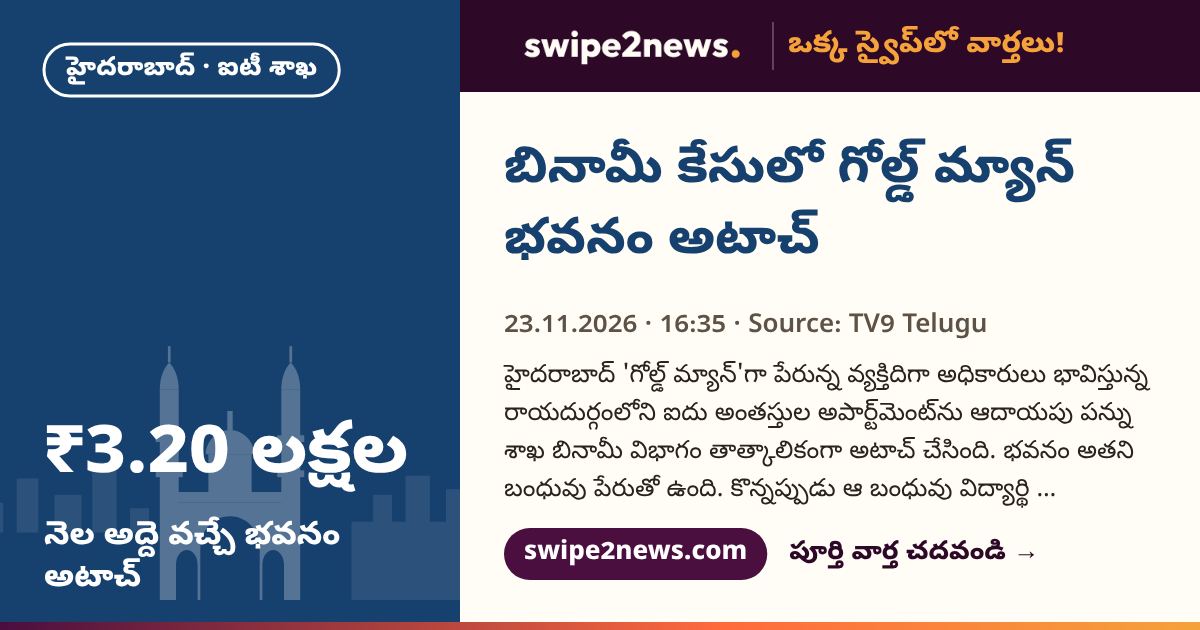 హైదరాబాద్ · ఐటీ శాఖ
₹3.20 లక్షల
నెల అద్దె వచ్చే భవనం
అటాచ్
swipe2news.
ఒక్క స్వైప్‌లో వార్తలు!
బినామీ కేసులో గోల్డ్ మ్యాన్
భవనం అటాచ్
23.11.2026 · 16:35 · Source: TV9 Telugu
హైదరాబాద్ 'గోల్డ్ మ్యాన్'గా పేరున్న వ్యక్తిదిగా అధికారులు భావిస్తున్న
రాయదుర్గంలోని ఐదు అంతస్తుల అపార్ట్‌మెంట్‌ను ఆదాయపు పన్ను
శాఖ బినామీ విభాగం తాత్కాలికంగా అటాచ్ చేసింది. భవనం అతని
బంధువు పేరుతో ఉంది. కొన్నప్పుడు ఆ బంధువు విద్యార్థి ...
swipe2news.com
పూర్తి వార్త చదవండి →